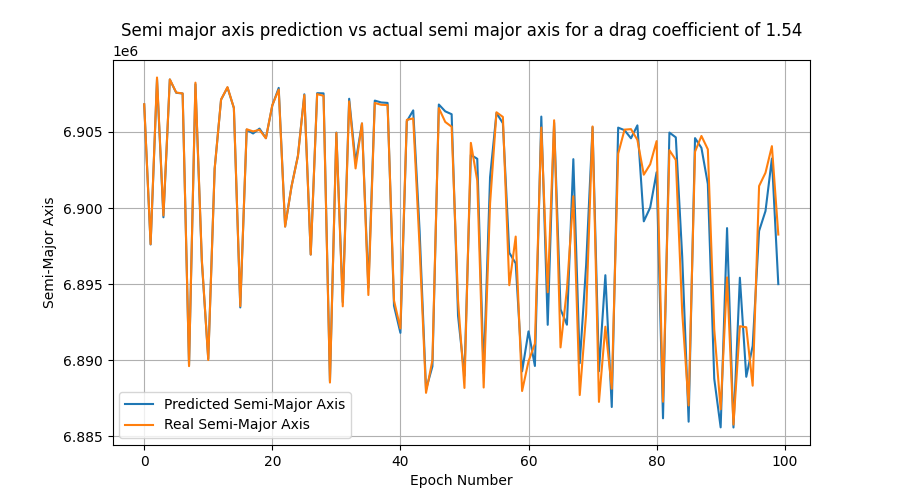 Semi major axis prediction vs actual semi major axis for a drag coefficient of 1.54
1e6
6.905
6.900
6.895
6.890
6.885
Semi-Major Axis
Predicted Semi-Major Axis
Real Semi-Major Axis
0 20 40 60 80 100
Epoch Number